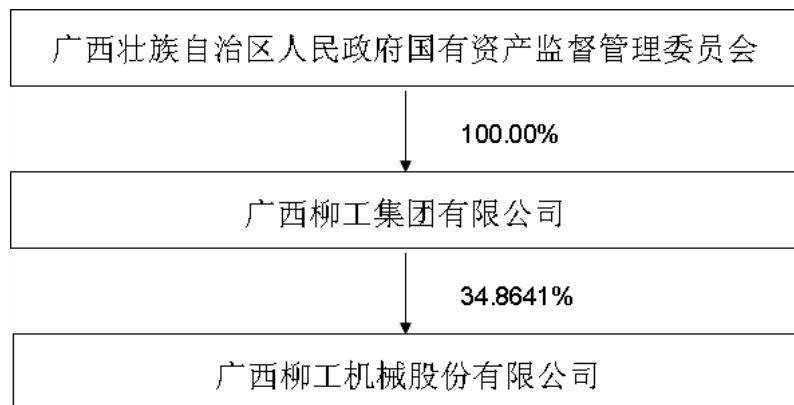 广西壮族自治区人民政府国有资产监督管理委员会
100.00%
广西柳工集团有限公司
34.8641%
广西柳工机械股份有限公司